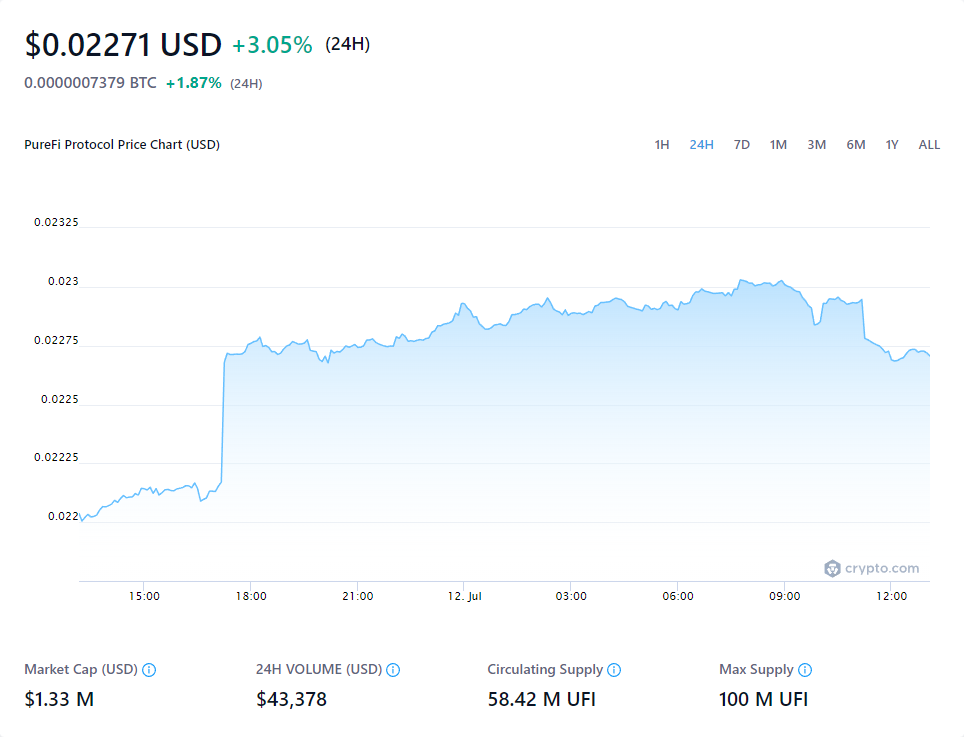 $0.02271 USD +3.05% (24H)
0.0000007379 BTC +1.87% (24H)
PureFi Protocol Price Chart (USD) 1H 24H 7D 1M 3M 6M 1Y ALL
0.02325
0.023
0.02275
0.0225
0.02225
0.022
crypto.com
15:00 18:00 21:00 12. Jul 03:00 06:00 09:00 12:00
Market Cap (USD) 24H VOLUME (USD) Circulating Supply Max Supply
$1.33 M $43,378 58.42 M UFI 100 M UFI